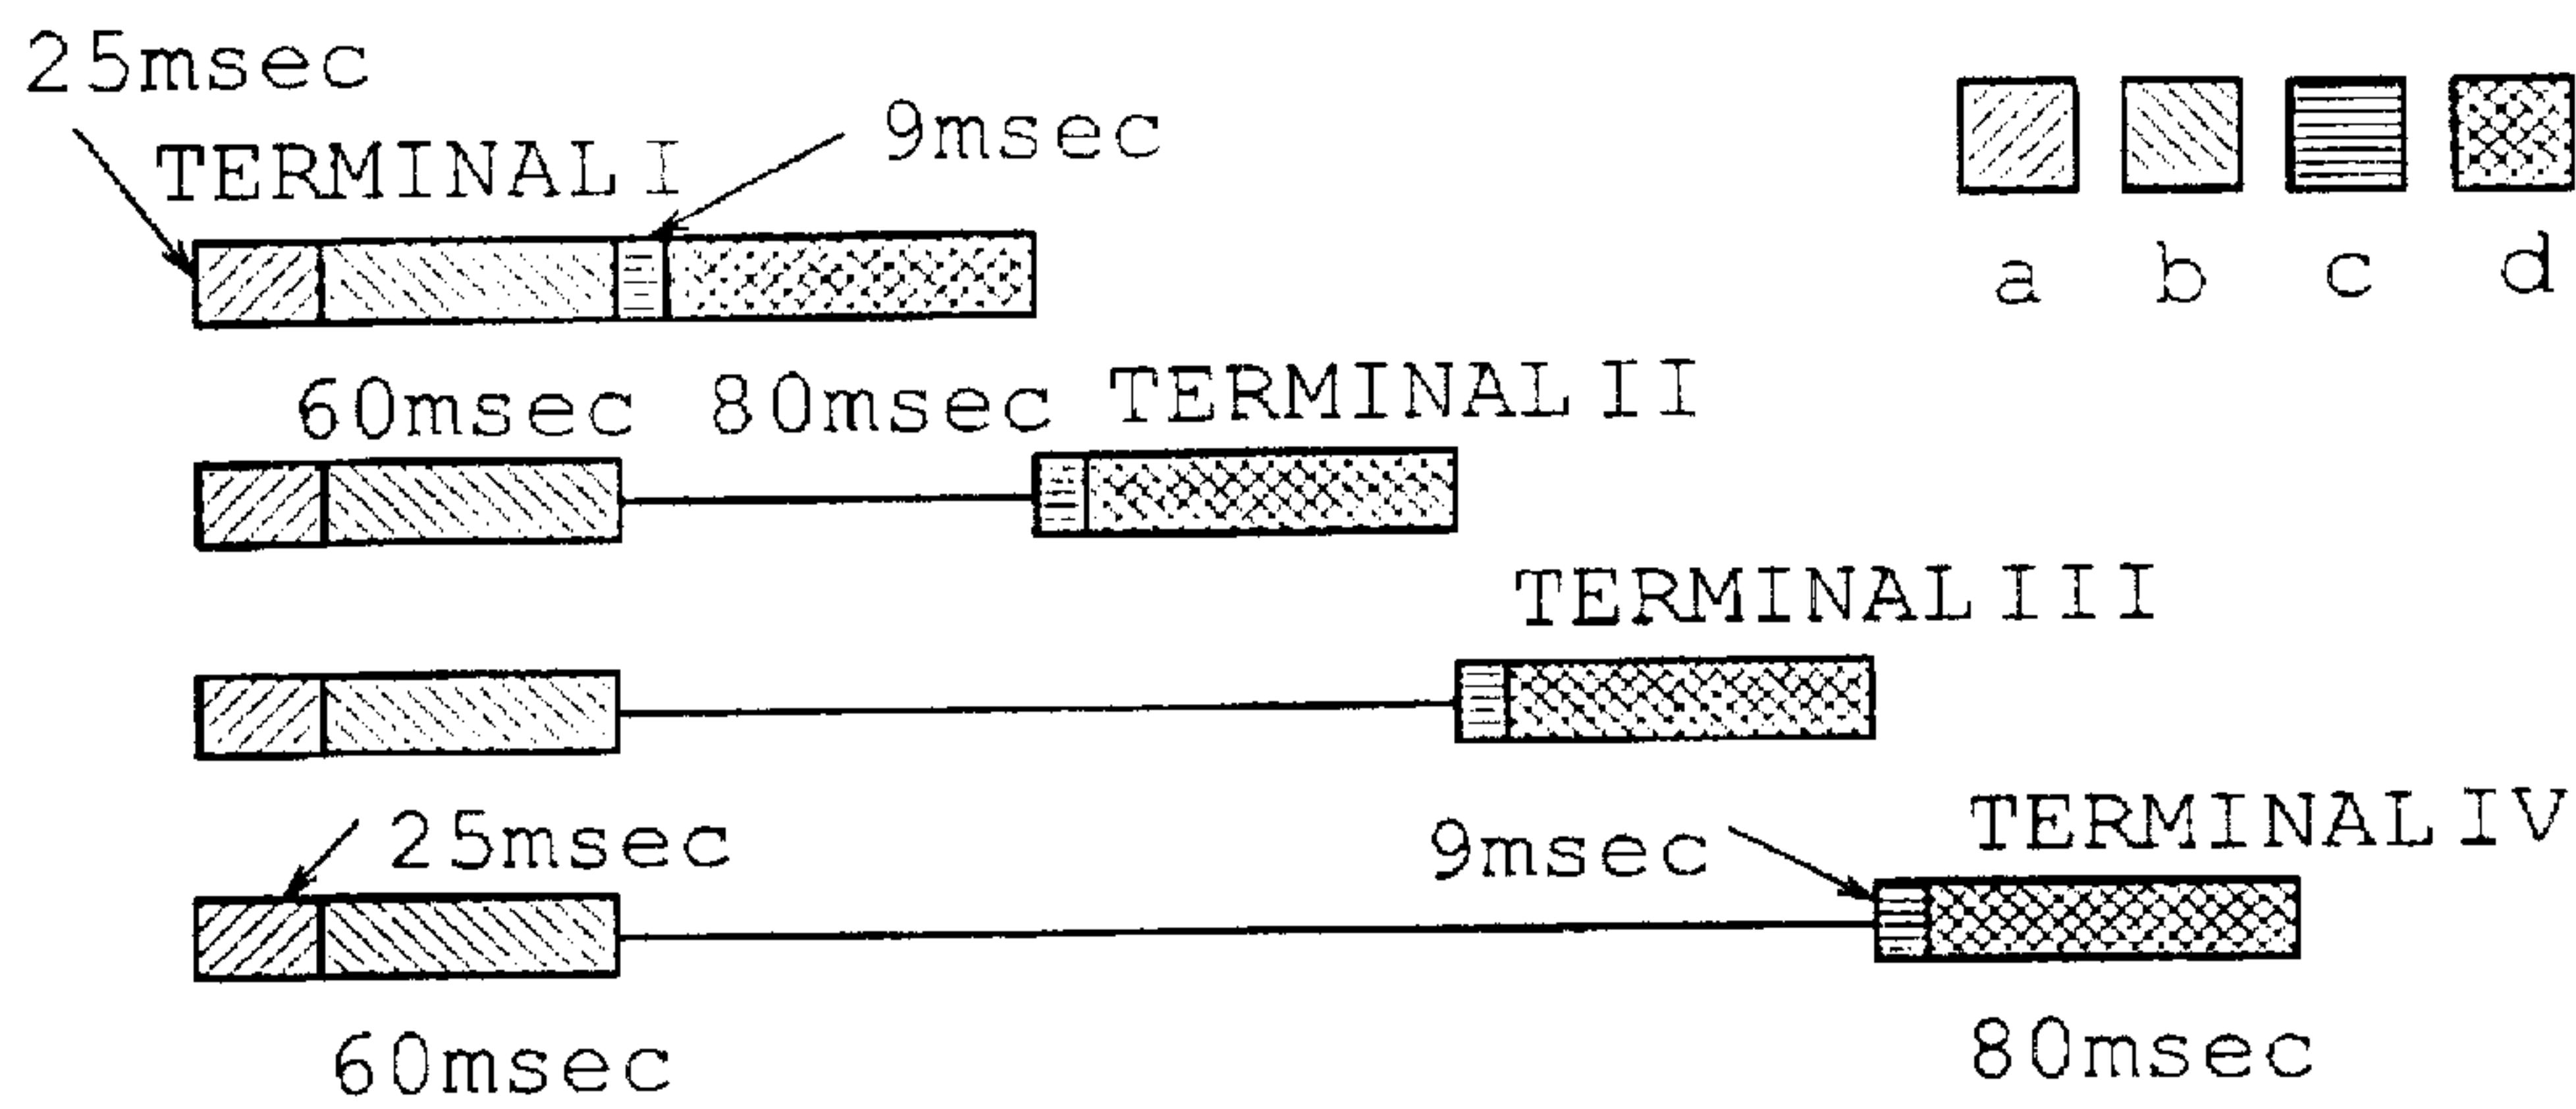 25msec
TERMINAL I
9msec
a b c d
60msec
80msec
TERMINAL II
TERMINAL III
25msec
9msec
TERMINAL IV
60msec
80msec